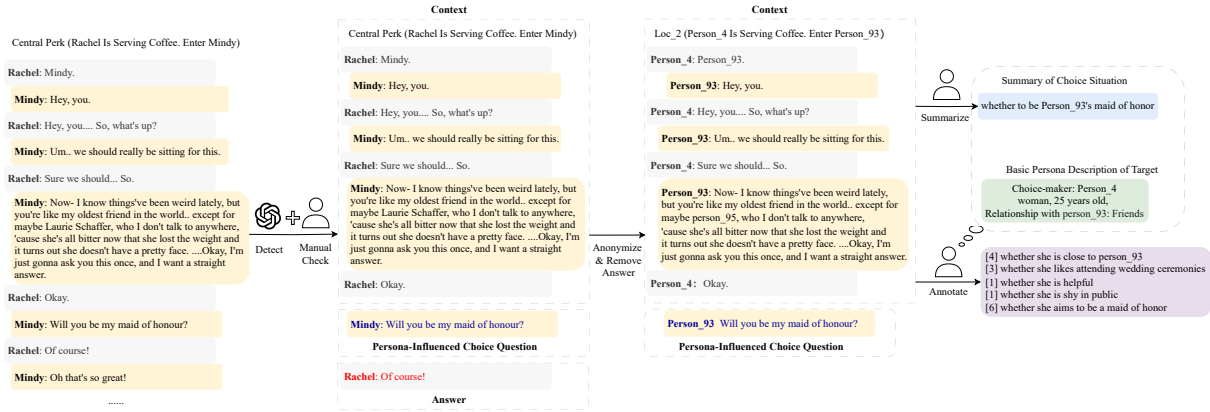 Central Perk (Rachel Is Serving Coffee. Enter Mindy)
Rachel: Mindy.
Mindy: Hey, you.
Rachel: Hey, you.... So, what's up?
Mindy: Um.. we should really be sitting for this.
Rachel: Sure we should... So.
Mindy: Now- I know things've been weird lately, but
you're like my oldest friend in the world.. except for
maybe Laurie Schaffer, who I don't talk to anywhere,
'cause she's all bitter now that she lost the weight and
it turns out she doesn't have a pretty face. ....Okay, I'm
just gonna ask you this once, and I want a straight
answer.
Rachel: Okay.
Mindy: Will you be my maid of honour?
Rachel: Of course!
Mindy: Oh that's so great!
......
Detect
Manual
Check
Context
Central Perk (Rachel Is Serving Coffee. Enter Mindy)
Rachel: Mindy.
Mindy: Hey, you.
Rachel: Hey, you.... So, what's up?
Mindy: Um.. we should really be sitting for this.
Rachel: Sure we should... So.
Mindy: Now- I know things've been weird lately, but
you're like my oldest friend in the world.. except for
maybe Laurie Schaffer, who I don't talk to anywhere,
'cause she's all bitter now that she lost the weight and
it turns out she doesn't have a pretty face. ....Okay, I'm
just gonna ask you this once, and I want a straight
answer.
Rachel: Okay.
Mindy: Will you be my maid of honour?
Persona-Influenced Choice Question
Rachel: Of course!
Answer
Anonymize
& Remove
Answer
Context
Loc_2 (Person_4 Is Serving Coffee. Enter Person_93)
Person_4: Person_93.
Person_93: Hey, you.
Person_4: Hey, you.... So, what's up?
Person_93: Um.. we should really be sitting for this.
Person_4: Sure we should... So.
Person_93: Now- I know things've been weird lately,
but you're like my oldest friend in the world.. except for
maybe person_95, who I don't talk to anywhere,
'cause she's all bitter now that she lost the weight and
it turns out she doesn't have a pretty face. ....Okay, I'm
just gonna ask you this once, and I want a straight answer.
Person_4: Okay.
Person_93 Will you be my maid of honour?
Persona-Influenced Choice Question
Summarize
Annotate
Summary of Choice Situation
whether to be Person_93's maid of honor
Basic Persona Description of Target
Choice-maker: Person_4
woman, 25 years old,
Relationship with person_93: Friends
[4] whether she is close to person_93
[3] whether she likes attending wedding ceremonies
[1] whether she is helpful
[1] whether she is shy in public
[6] whether she aims to be a maid of honor